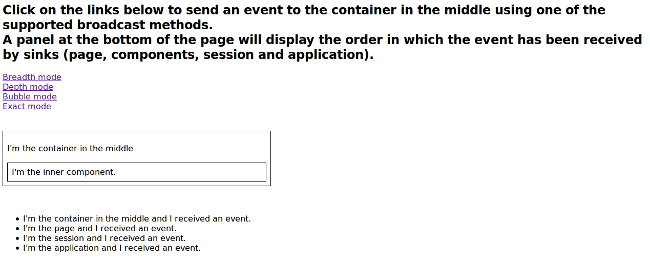 Click on the links below to send an event to the container in the middle using one of the
supported broadcast methods.
A panel at the bottom of the page will display the order in which the event has been received
by sinks (page, components, session and application).
Breadth mode
Depth mode
Bubble mode
Exact mode
I'm the container in the middle
I'm the inner component.
• I'm the container in the middle and I received an event.
• I'm the page and I received an event.
• I'm the session and I received an event.
• I'm the application and I received an event.